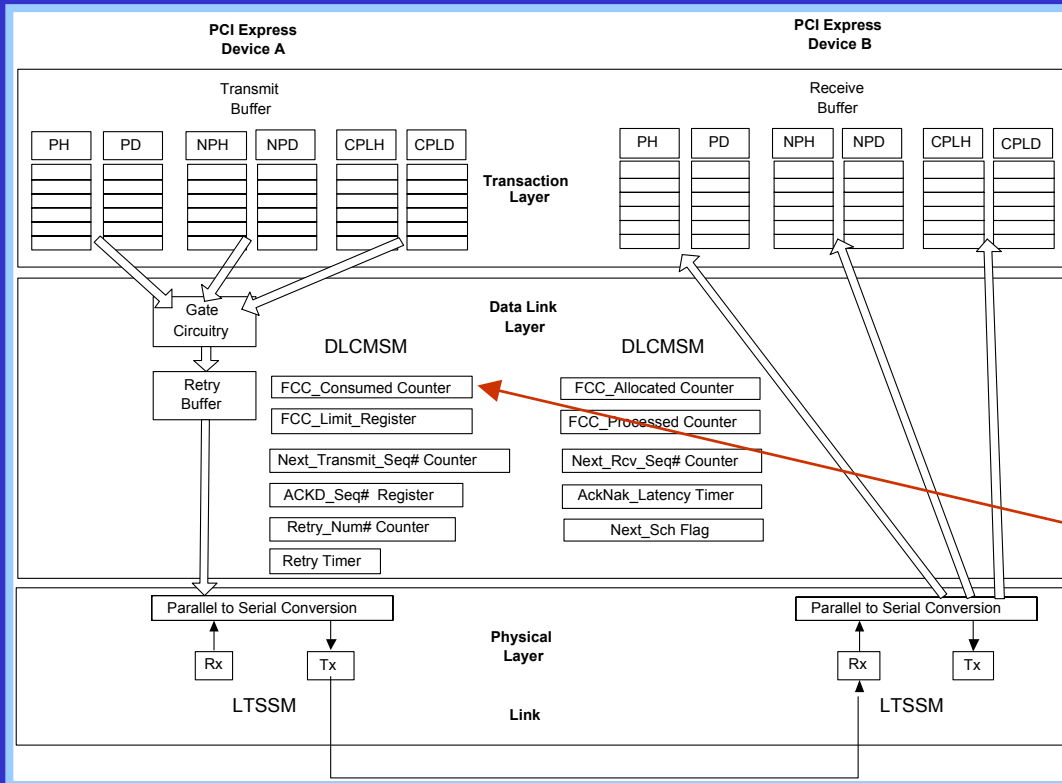 PCI Express
Device A
PCI Express
Device B
Transmit
Buffer
Receive
Buffer
PH
PD
NPH
NPD
CPLH
CPLD
PH
PD
NPH
NPD
CPLH
CPLD
Transaction
Layer
Gate
Circuitry
Data Link
Layer
DLCMSM
DLCMSM
Retry
Buffer
FCC_Consumed Counter
FCC_Allocated Counter
FCC_Limit_Register
FCC_Processed Counter
Next_Transmit_Seq# Counter
Next_Rcv_Seq# Counter
ACKD_Seq# Register
AckNak_Latency Timer
Retry_Num# Counter
Next_Sch Flag
Retry Timer
Parallel to Serial Conversion
Parallel to Serial Conversion
Physical
Layer
Rx
Tx
Rx
Tx
LTSSM
LTSSM
Link